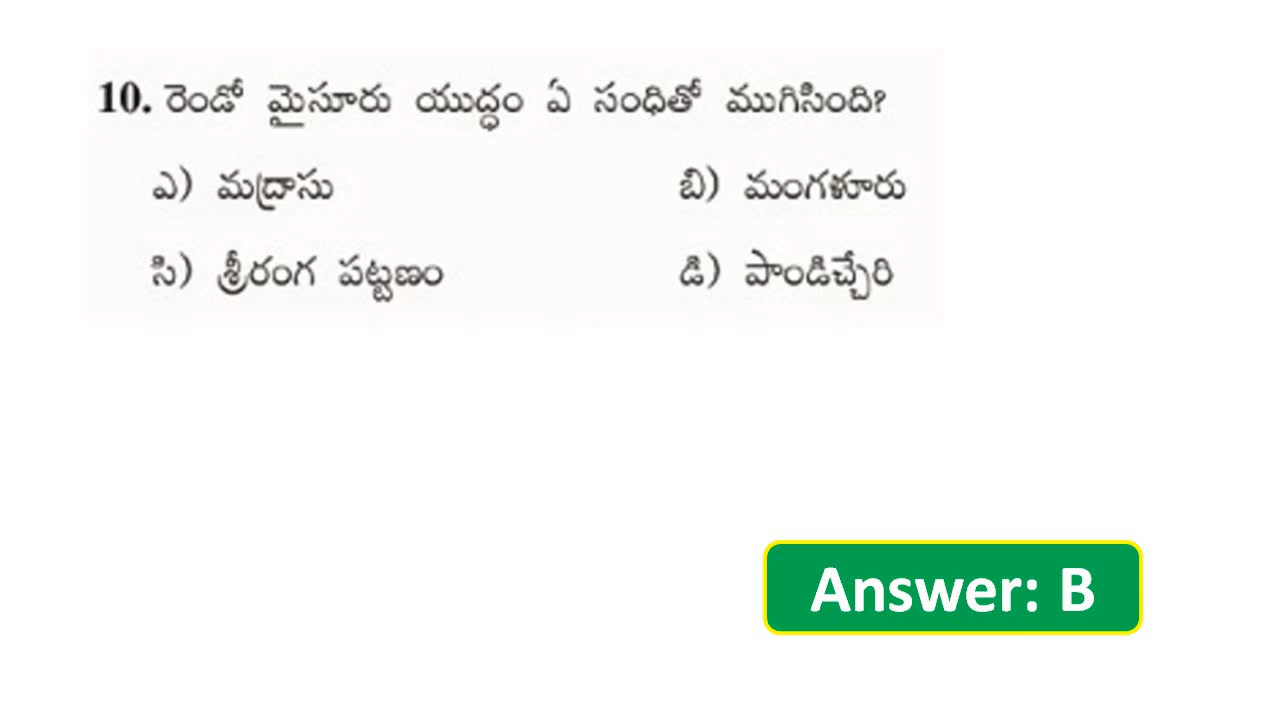 10. రెండో మైసూరు యుద్ధం ఏ సంధితో ముగిసింది?
ఎ) మద్రాసు బి) మంగళూరు
సి) శ్రీరంగ పట్టణం డి) పాండిచ్చేరి
Answer: B